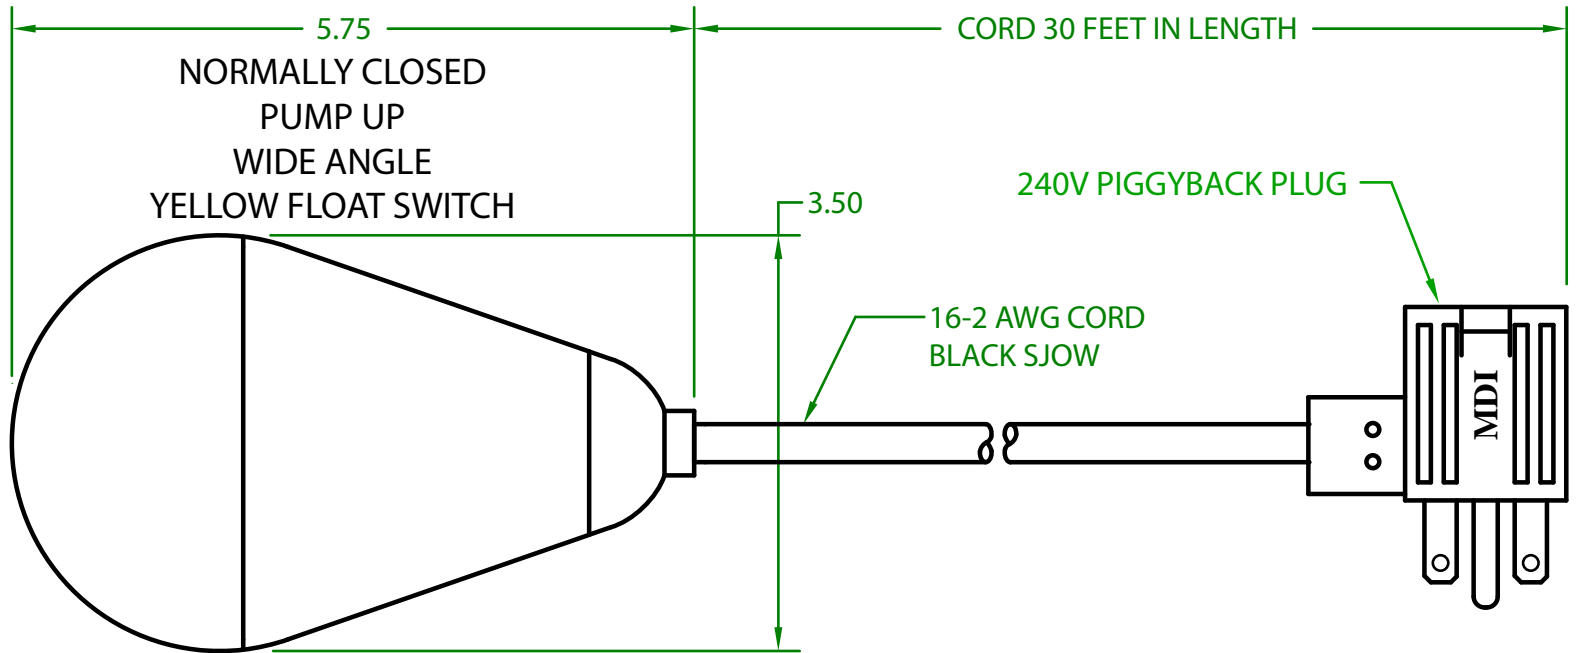 5.75
CORD 30 FEET IN LENGTH
NORMALLY CLOSED
PUMP UP
WIDE ANGLE
YELLOW FLOAT SWITCH
3.50
240V PIGGYBACK PLUG
16-2 AWG CORD
BLACK SJOW
MDI